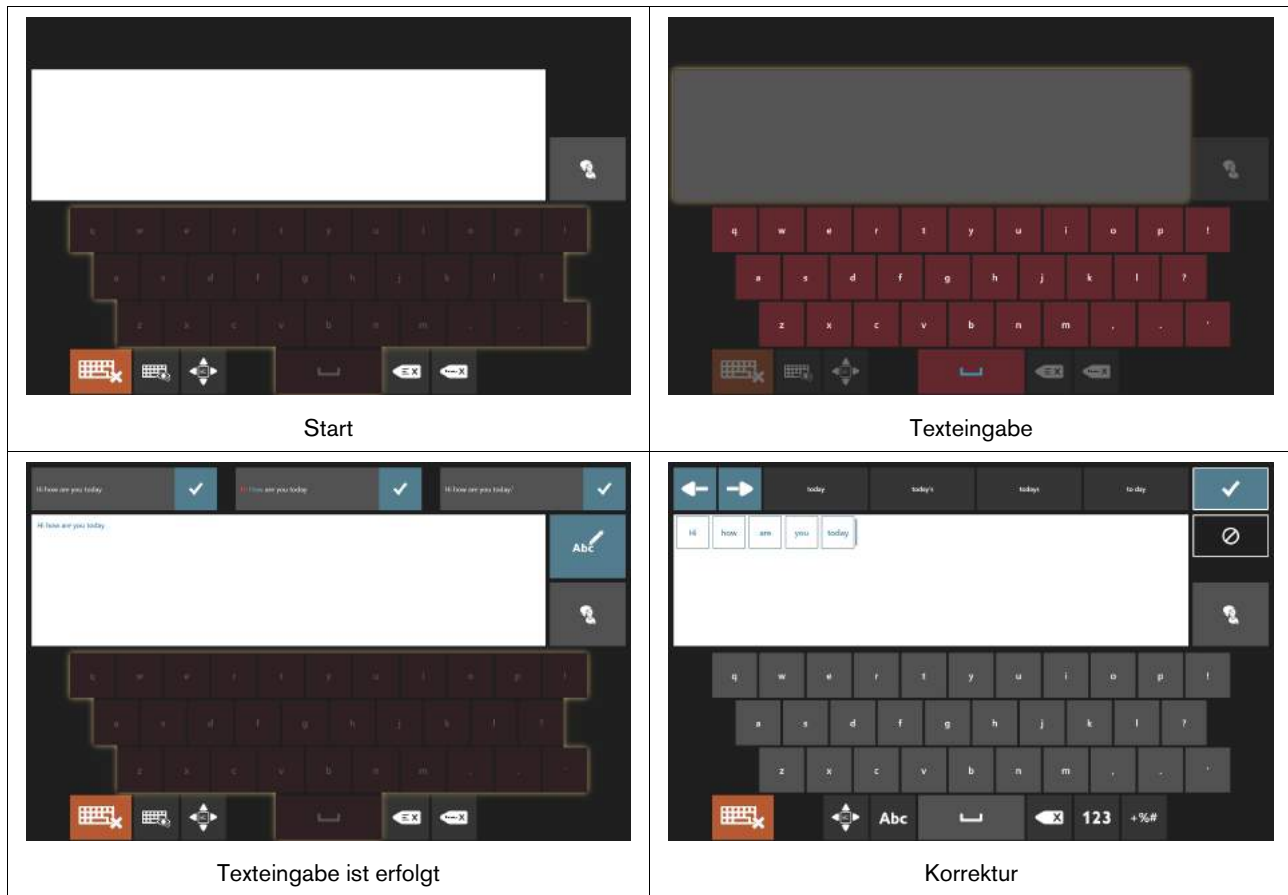 q w e r t y u i o p !
a s d f g h j k l ?
z x c v b n m , . '
Start
q w e r t y u i o p !
a s d f g h j k l ?
z x c v b n m , . '
Texteingabe
Hi how are you today
Hi How are you today
Hi how are you today?
Hi how are you today
Abc
q w e r t y u i o p !
a s d f g h j k l ?
z x c v b n m , . '
Texteingabe ist erfolgt
today today's todays to day
Hi how are you today
q w e r t y u i o p !
a s d f g h j k l ?
z x c v b n m , . '
Abc 123 +%#
Korrektur